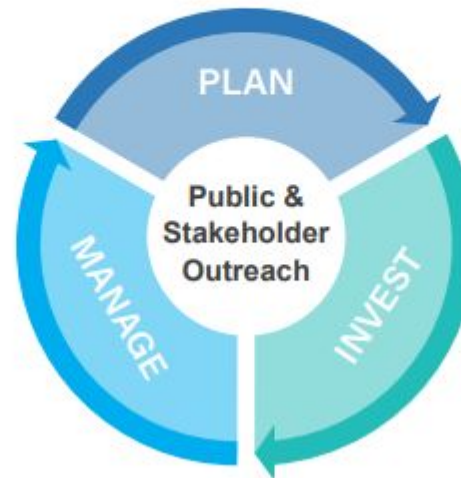 PLAN
Public &
Stakeholder
Outreach
MANAGE
INVEST